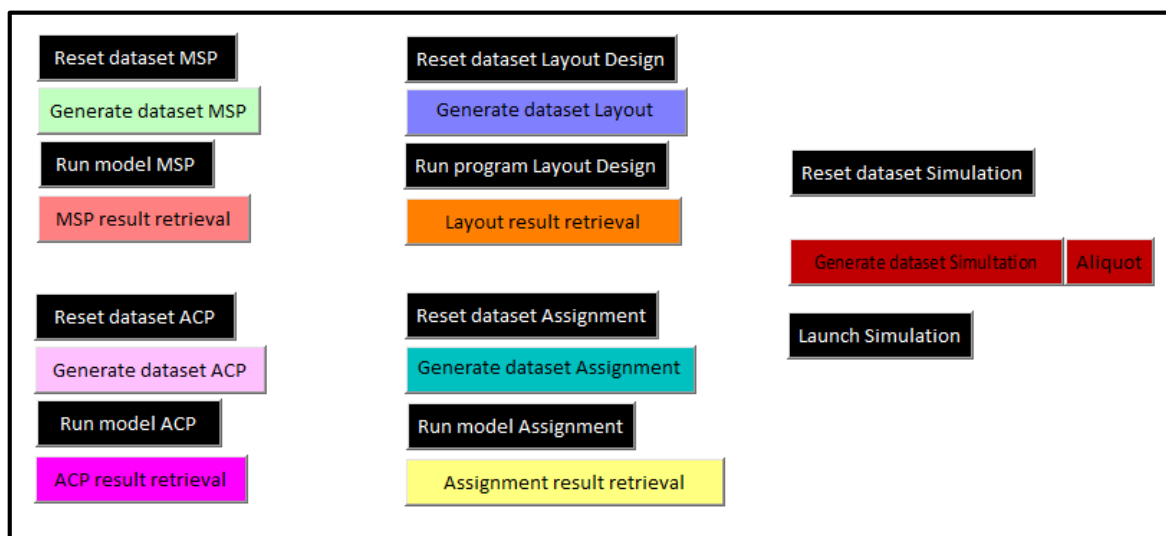 Reset dataset MSP
Generate dataset MSP
Run model MSP
MSP result retrieval
Reset dataset ACP
Generate dataset ACP
Run model ACP
ACP result retrieval
Reset dataset Layout Design
Generate dataset Layout
Run program Layout Design
Layout result retrieval
Reset dataset Assignment
Generate dataset Assignment
Run model Assignment
Assignment result retrieval
Reset dataset Simulation
Generate dataset Simultation
Aliquot
Launch Simulation